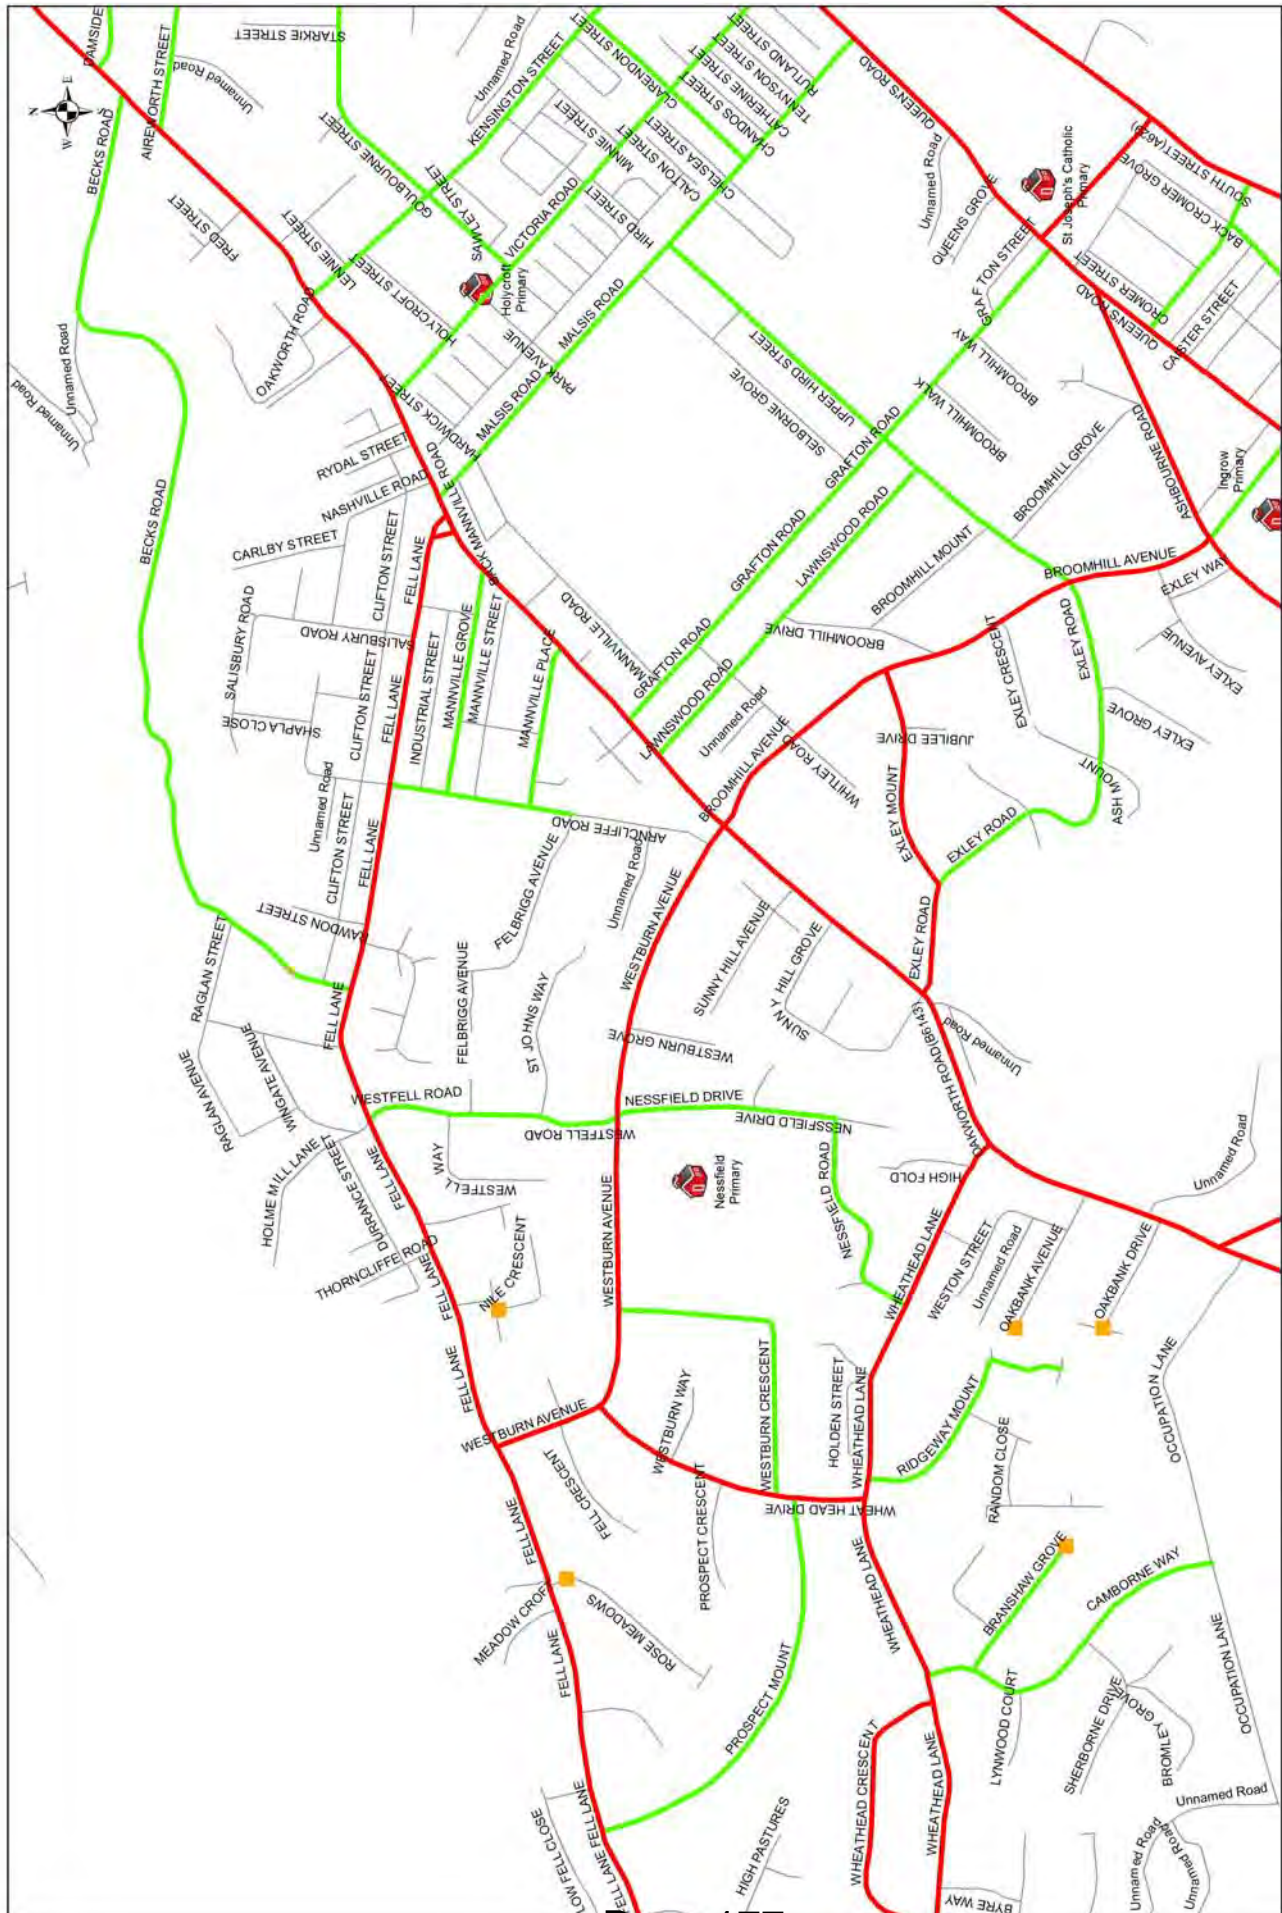 DAMSIDE
AIREWORTH STREET
STARKIE STREET
Unnamed Road
N
E
S
W
BECKS ROAD
Unnamed Road
KENSINGTON STREET
CLARENDON STREET
CLARENDON STREET
RUTLAND STREET
TENNYSON STREET
CATHERINE STREET
CHANDOS STREET
QUEEN'S ROAD
GOULBOURNE STREET
MINNIE STREET
CHELSEA STREET
CALTON STREET
HIRD STREET
SAWLEY STREET
VICTORIA ROAD
FRED STREET
LENNIE STREET
Holycroft
Primary
HOLYCROFT STREET
OAKWORTH ROAD
PARK AVENUE
MALSIS ROAD
MALSIS ROAD
HARDWICK STREET
Unnamed Road
QUEENS GROVE
St Joseph's Catholic
Primary
SOUTH STREET(A629)
BACK CROMER GROVE
CROMER STREET
CAISTER STREET
QUEEN'S ROAD
GRAFTON STREET
BROOMHILL WAY
BROOMHILL WALK
BROOMHILL GROVE
UPPER HIRD STREET
SELBORNE GROVE
GRAFTON ROAD
GRAFTON ROAD
GRAFTON ROAD
LAWNSWOOD ROAD
LAWNSWOOD ROAD
BROOMHILL MOUNT
BROOMHILL DRIVE
ASHBOURNE ROAD
Ingrow
Primary
BROOMHILL AVENUE
EXLEY WAY
EXLEY AVENUE
EXLEY ROAD
EXLEY CRESCENT
EXLEY GROVE
ASH MOUNT
JUBILEE DRIVE
EXLEY MOUNT
EXLEY ROAD
EXLEY ROAD
WHITLEY ROAD
Unnamed Road
BROOMHILL AVENUE
Unnamed Road
Unnamed Road
BECKS ROAD
RYDAL STREET
NASHVILLE ROAD
BACK MANNVILLE ROAD
MANNVILLE ROAD
CARLBY STREET
CLIFTON STREET
FELL LANE
SALISBURY ROAD
SALISBURY ROAD
SHAPLA CLOSE
CLIFTON STREET
FELL LANE
INDUSTRIAL STREET
MANNVILLE GROVE
MANNVILLE STREET
MANNVILLE PLACE
Unnamed Road
CLIFTON STREET
FELL LANE
ARNCLIFFE ROAD
Unnamed Road
FELBRIGG AVENUE
FELBRIGG AVENUE
RAWDON STREET
RAGLAN STREET
RAGLAN AVENUE
WINGATE AVENUE
FELL LANE
ST JOHNS WAY
WESTBURN AVENUE
WESTBURN GROVE
SUNNY HILL AVENUE
SUNNY HILL GROVE
OAKWORTH ROAD(B6143)
Unnamed Road
WESTFELL ROAD
WESTFELL ROAD
WESTFELL
WAY
NESSFIELD DRIVE
NESSFIELD DRIVE
NESSFIELD ROAD
NESSFIELD ROAD
Nessfield
Primary
HIGH FOLD
HOLME MILL LANE
DURRANCE STREET
THORNCLIFFE ROAD
FELL LANE
FELL LANE
FELL LANE
NILE CRESCENT
WESTBURN AVENUE
WESTBURN AVENUE
WESTBURN WAY
WESTBURN CRESCENT
HOLDEN STREET
WHEATHEAD LANE
WHEATHEAD LANE
WESTON STREET
Unnamed Road
OAKBANK AVENUE
OAKBANK DRIVE
Unnamed Road
OCCUPATION LANE
RIDGEWAY MOUNT
RANDOM CLOSE
WHEAT HEAD DRIVE
PROSPECT CRESCENT
FELL CRESCENT
FELL LANE
MEADOW CROFT
ROSE MEADOWS
FELL LANE
PROSPECT MOUNT
WHEATHEAD LANE
BRANSHAW GROVE
CAMBORNE WAY
OCCUPATION LANE
LYNWOOD COURT
SHERBORNE DRIVE
BROMLEY GROVE
Unnamed Road
Unnamed Road
Unnamed Road
WHEATHEAD CRESCENT
WHEATHEAD LANE
BYRE WAY
HIGH PASTURES
LOW FELL CLOSE
FELL LANE
FELL LANE